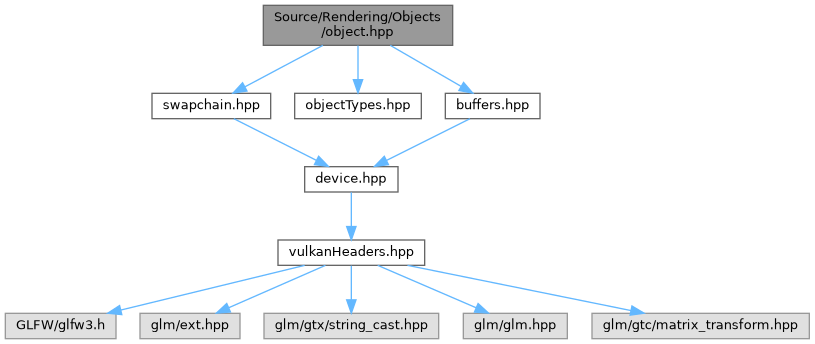 Source/Rendering/Objects
/object.hpp
swapchain.hpp
objectTypes.hpp
buffers.hpp
device.hpp
vulkanHeaders.hpp
GLFW/glfw3.h
glm/ext.hpp
glm/gtx/string_cast.hpp
glm/glm.hpp
glm/gtc/matrix_transform.hpp